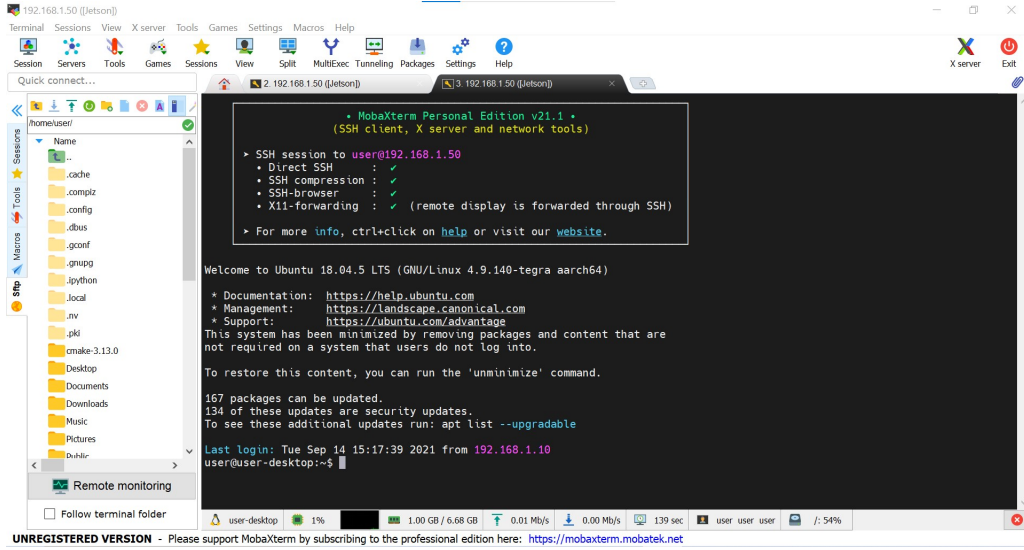 192.168.1.50 ([Jetson])
Terminal Sessions View X server Tools Games Settings Macros Help
Session Servers Tools Games Sessions View Split MultiExec Tunneling Packages Settings Help X server Exit
Quick connect...
2. 192.168.1.50 ([Jetson])
3. 192.168.1.50 ([Jetson])
/home/user/
Sessions
Tools
Macros
Sftp
Name
..
.cache
.compiz
.config
.dbus
.gconf
.gnupg
.ipython
.local
.nv
.pki
cmake-3.13.0
Desktop
Documents
Downloads
Music
Pictures
Public
Remote monitoring
Follow terminal folder
• MobaXterm Personal Edition v21.1 •
(SSH client, X server and network tools)
➤ SSH session to user@192.168.1.50
• Direct SSH : ✔
• SSH compression : ✔
• SSH-browser : ✔
• X11-forwarding : ✔ (remote display is forwarded through SSH)
➤ For more info, ctrl+click on help or visit our website.
Welcome to Ubuntu 18.04.5 LTS (GNU/Linux 4.9.140-tegra aarch64)
* Documentation: https://help.ubuntu.com
* Management: https://landscape.canonical.com
* Support: https://ubuntu.com/advantage
This system has been minimized by removing packages and content that are
not required on a system that users do not log into.
To restore this content, you can run the 'unminimize' command.
167 packages can be updated.
134 of these updates are security updates.
To see these additional updates run: apt list --upgradable
Last login: Tue Sep 14 15:17:39 2021 from 192.168.1.10
user@user-desktop:~$
user-desktop 1% 1.00 GB / 6.68 GB 0.01 Mb/s 0.00 Mb/s 139 sec user user user /: 54%
UNREGISTERED VERSION - Please support MobaXterm by subscribing to the professional edition here: https://mobaxterm.mobatek.net